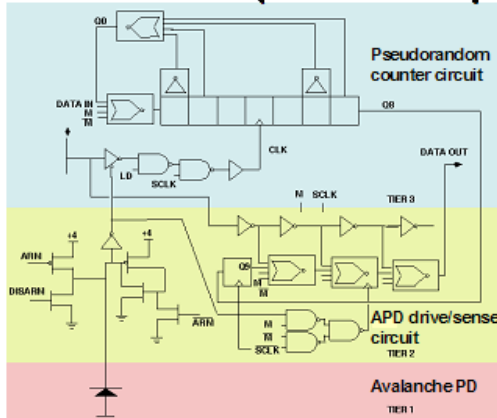 Q0
Pseudorandom
counter circuit
DATA IN
M
M
Q8
CLK
LD
SCLK
DATA OUT
M SCLK
TIER 3
+4
+4
ARN
DISARN
ARN
Q5
M
M
M
M
SCLK
APD drive/sense
circuit
TIER 2
Avalanche PD
TIER 1